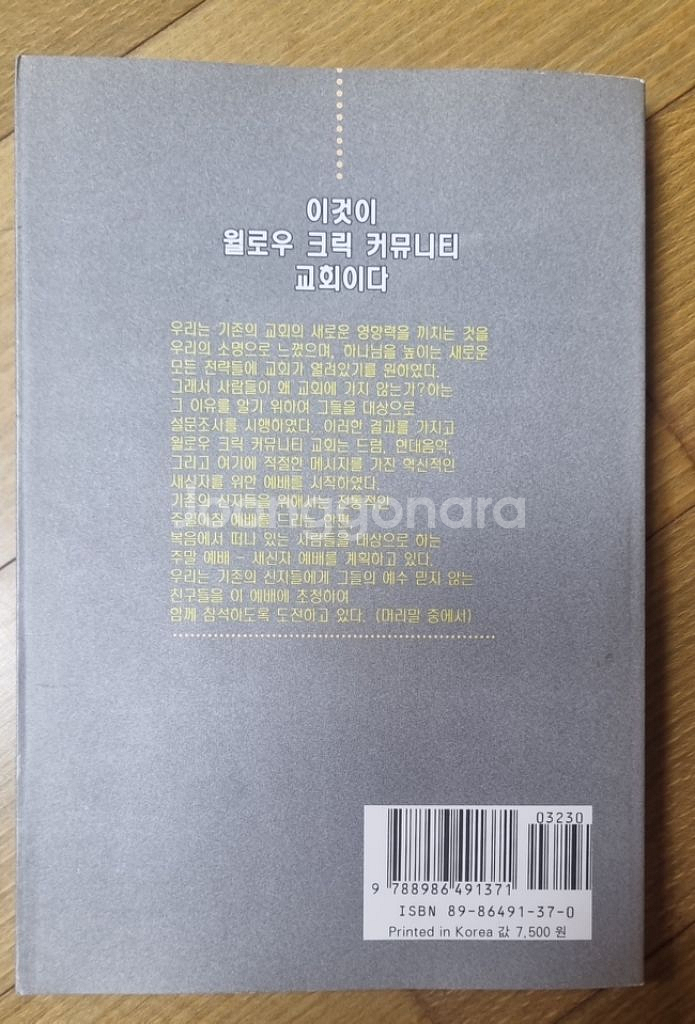 이것이
윌로우 크릭 커뮤니티
교회이다
우리는 기존의 교회의 새로운 영향력을 끼치는 것을
우리의 소명으로 느꼈으며, 하나님을 높이는 새로운
모든 전략들에 교회가 열려있기를 원하였다.
그래서 사람들이 왜 교회에 가지 않는가?하는
그 이유를 알기 위하여 그들을 대상으로
설문조사를 시행하였다. 이러한 결과를 가지고
윌로우 크릭 커뮤니티 교회는 드럼, 현대음악,
그리고 여기에 적절한 메시지를 가진 혁신적인
새신자를 위한 예배를 시작하였다.
기존의 신자들을 위해서는 전통적인
주일아침 예배를 드리는 한편,
복음에서 떠나 있는 사람들을 대상으로 하는
주말 예배 - 새신자 예배를 계획하고 있다.
우리는 기존의 신자들에게 그들의 예수 믿지 않는
친구들을 이 예배에 초청하여
함께 참석하도록 도전하고 있다. (머리말 중에서)
03230
9 788986 491371
ISBN 89-86491-37-0
Printed in Korea 값 7,500 원